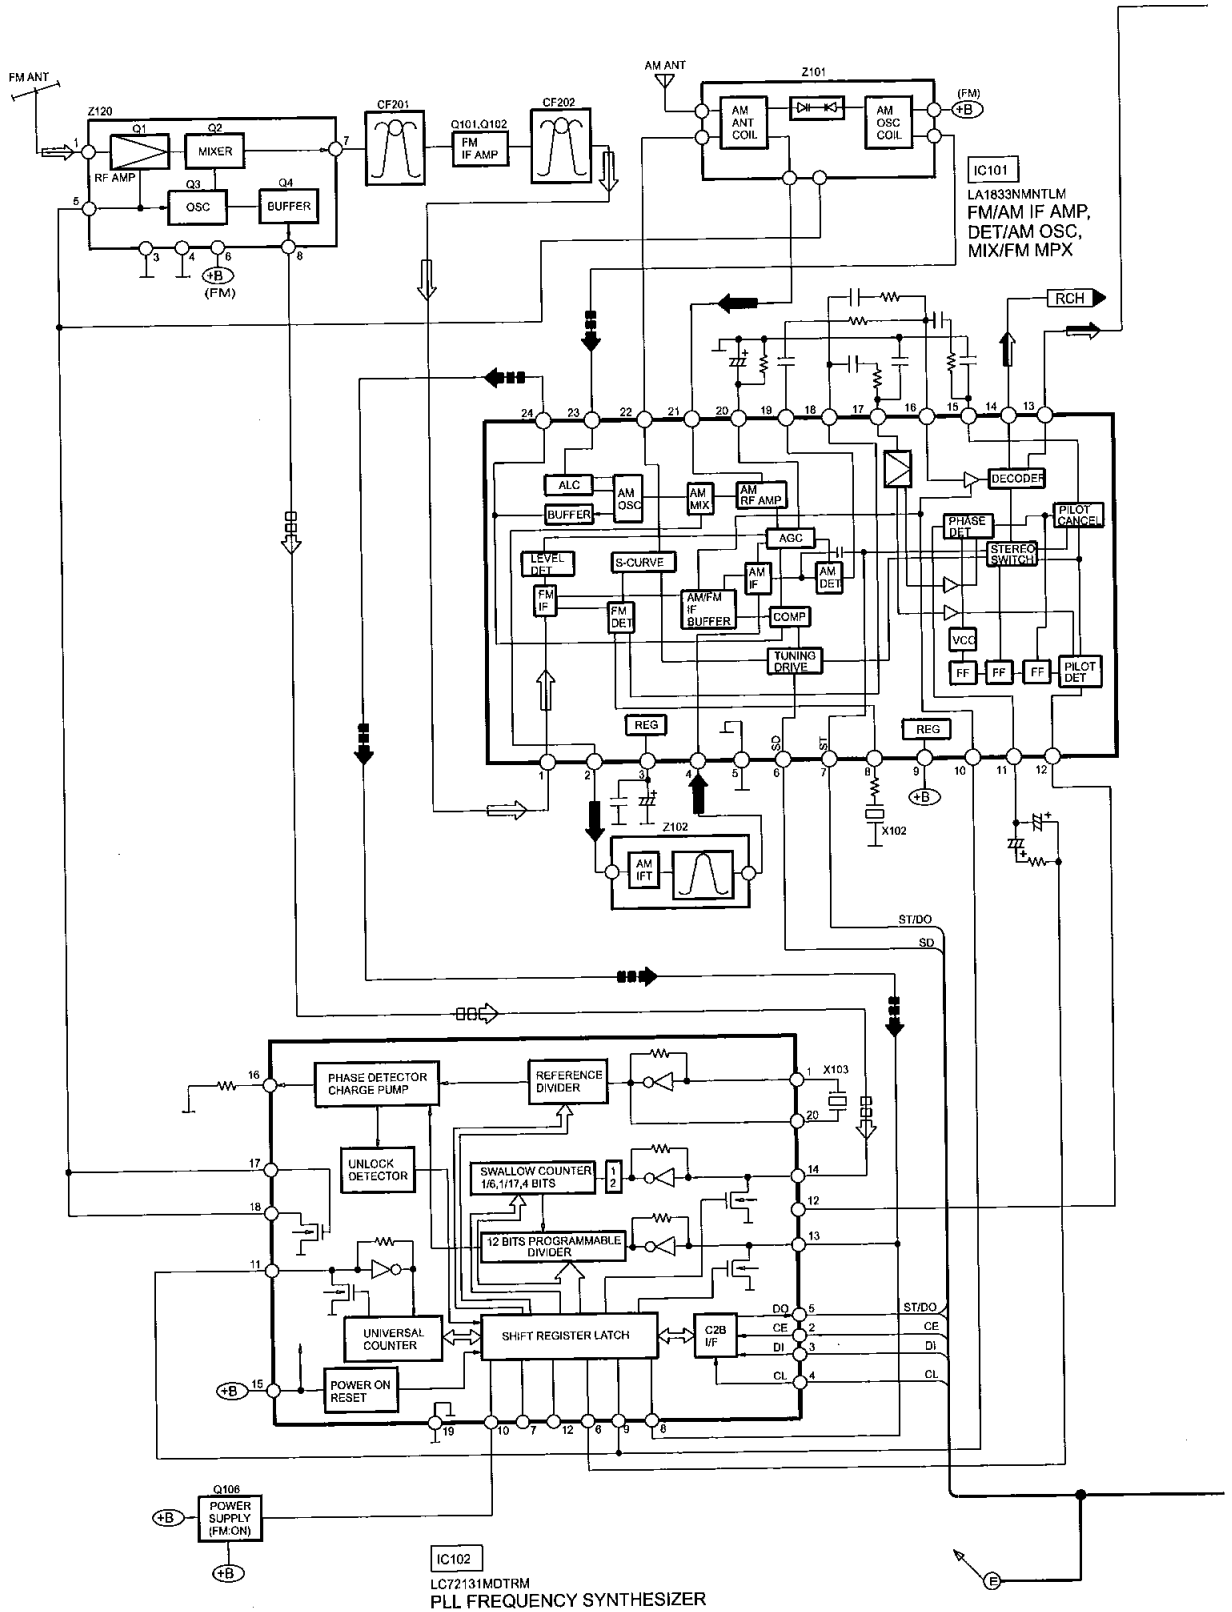 FM ANT
Z120
Q1
Q2
1
MIXER
7
RF AMP
Q3
Q4
5
OSC
BUFFER
3
4
6
8
+B
(FM)
CF201
Q101,Q102
FM
IF AMP
CF202
AM ANT
Z101
AM
ANT
COIL
AM
OSC
COIL
(FM)
+B
IC101
LA1833NMNTLM
FM/AM IF AMP,
DET/AM OSC,
MIX/FM MPX
RCH
24
23
22
21
20
19
18
17
16
15
14
13
ALC
BUFFER
AM
OSC
AM
MIX
AM
RF AMP
DECODER
PILOT
CANCEL
PHASE
DET
STEREO
SWITCH
LEVEL
DET
S-CURVE
AGC
FM
IF
FM
DET
AM/FM
IF
BUFFER
AM
IF
AM
DET
COMP
TUNING
DRIVE
VCO
FF
FF
FF
PILOT
DET
REG
REG
SD
ST
1
2
3
4
5
6
7
8
9
10
11
12
+B
X102
Z102
AM
IFT
ST/DO
SD
16
PHASE DETECTOR
CHARGE PUMP
REFERENCE
DIVIDER
1
X103
20
17
UNLOCK
DETECTOR
SWALLOW COUNTER
1/6,1/17,4 BITS
1
2
14
12
18
12 BITS PROGRAMMABLE
DIVIDER
13
11
UNIVERSAL
COUNTER
SHIFT REGISTER LATCH
C2B
I/F
DO
5
ST/DO
CE
2
CE
DI
3
DI
CL
4
CL
+B
15
POWER ON
RESET
19
10
7
12
6
9
8
Q106
+B
POWER
SUPPLY
(FM:ON)
+B
IC102
LC72131MDTRM
PLL FREQUENCY SYNTHESIZER
E